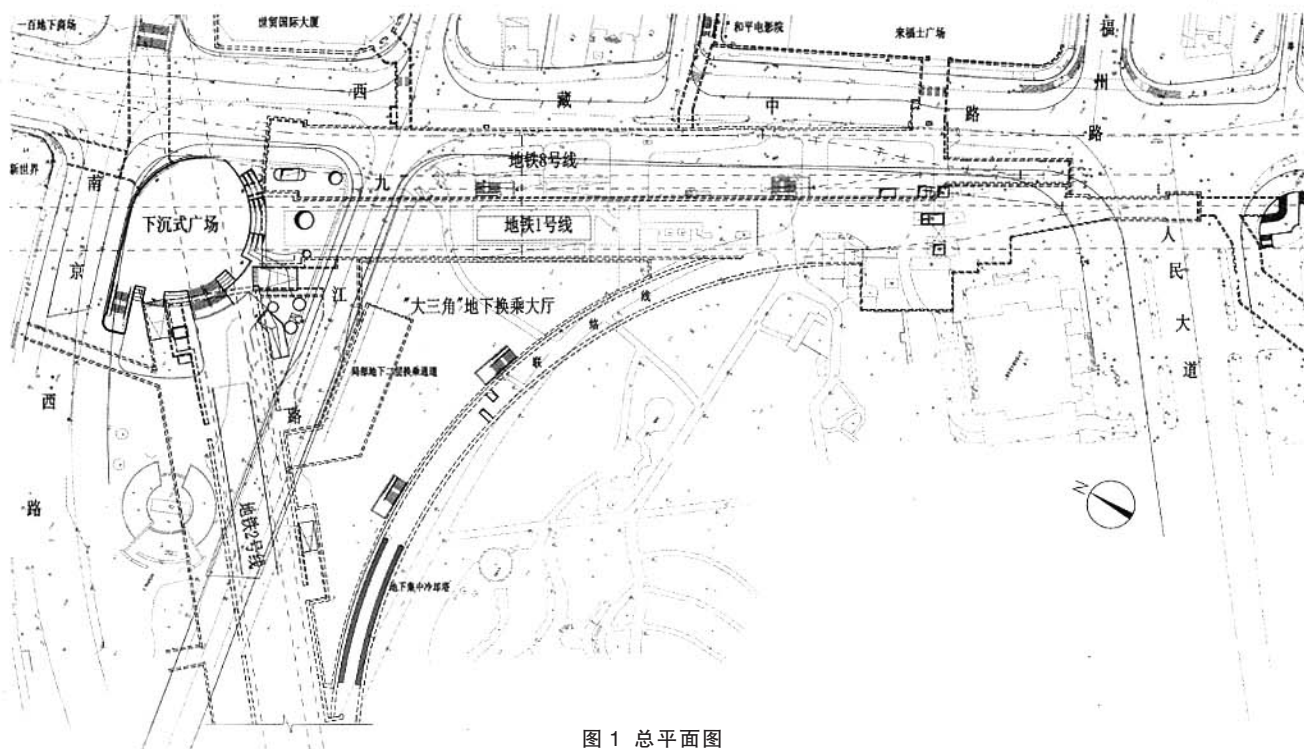 一百地下商场
世贸国际大厦
和平电影院
来福士广场
福
州
路
西
藏
中
路
新世界
南
京
西
路
下沉式广场
九
江
路
地铁8号线
地铁1号线
"大三角"地下换乘大厅
局部地下二层换乘通道
联
络
线
地铁2号线
地下集中冷却塔
人
民
大
道
N
图 1 总平面图